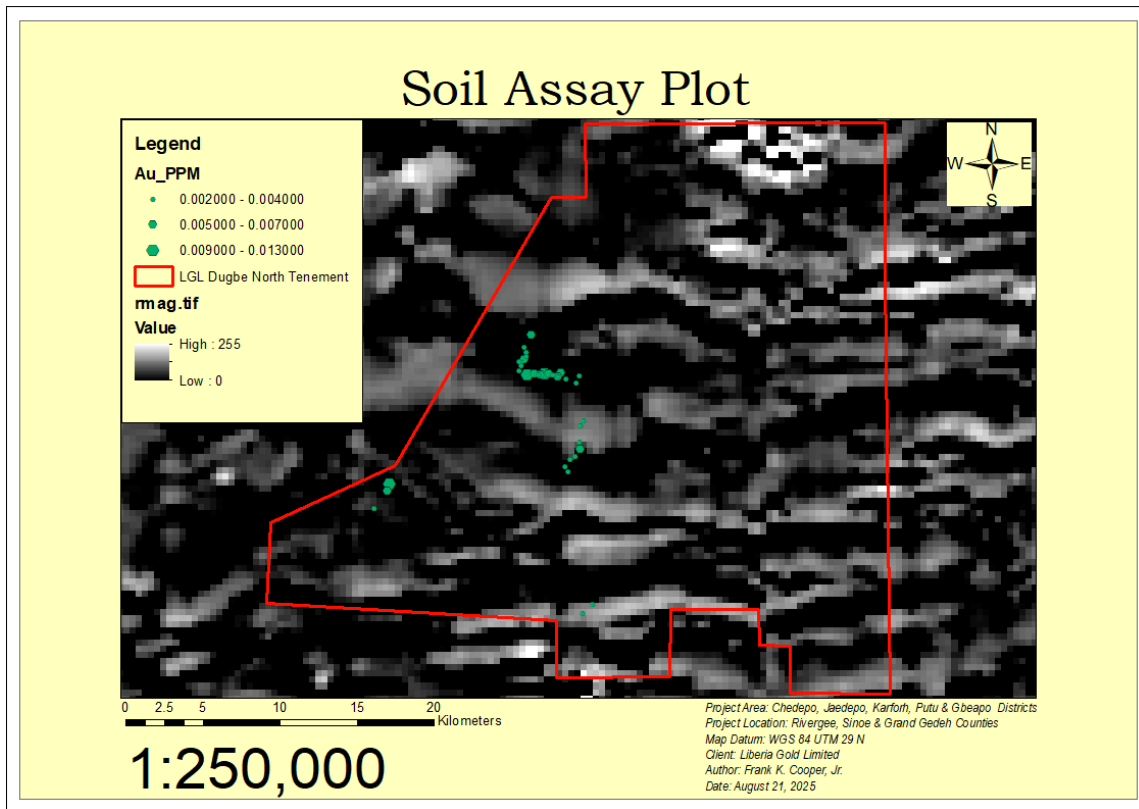 Soil Assay Plot
Legend
Au_PPM
0.002000 - 0.004000
0.005000 - 0.007000
0.009000 - 0.013000
LGL Dugbe North Tenement
rmag.tif
Value
High : 255
Low : 0
N
W E
S
0 2.5 5 10 15 20
Kilometers
1:250,000
Project Area: Chedepo, Jaedepo, Karforh, Putu & Gbeapo Districts
Project Location: Rivergee, Sinoe & Grand Gedeh Counties
Map Datum: WGS 84 UTM 29 N
Client: Liberia Gold Limited
Author: Frank K. Cooper, Jr.
Date: August 21, 2025